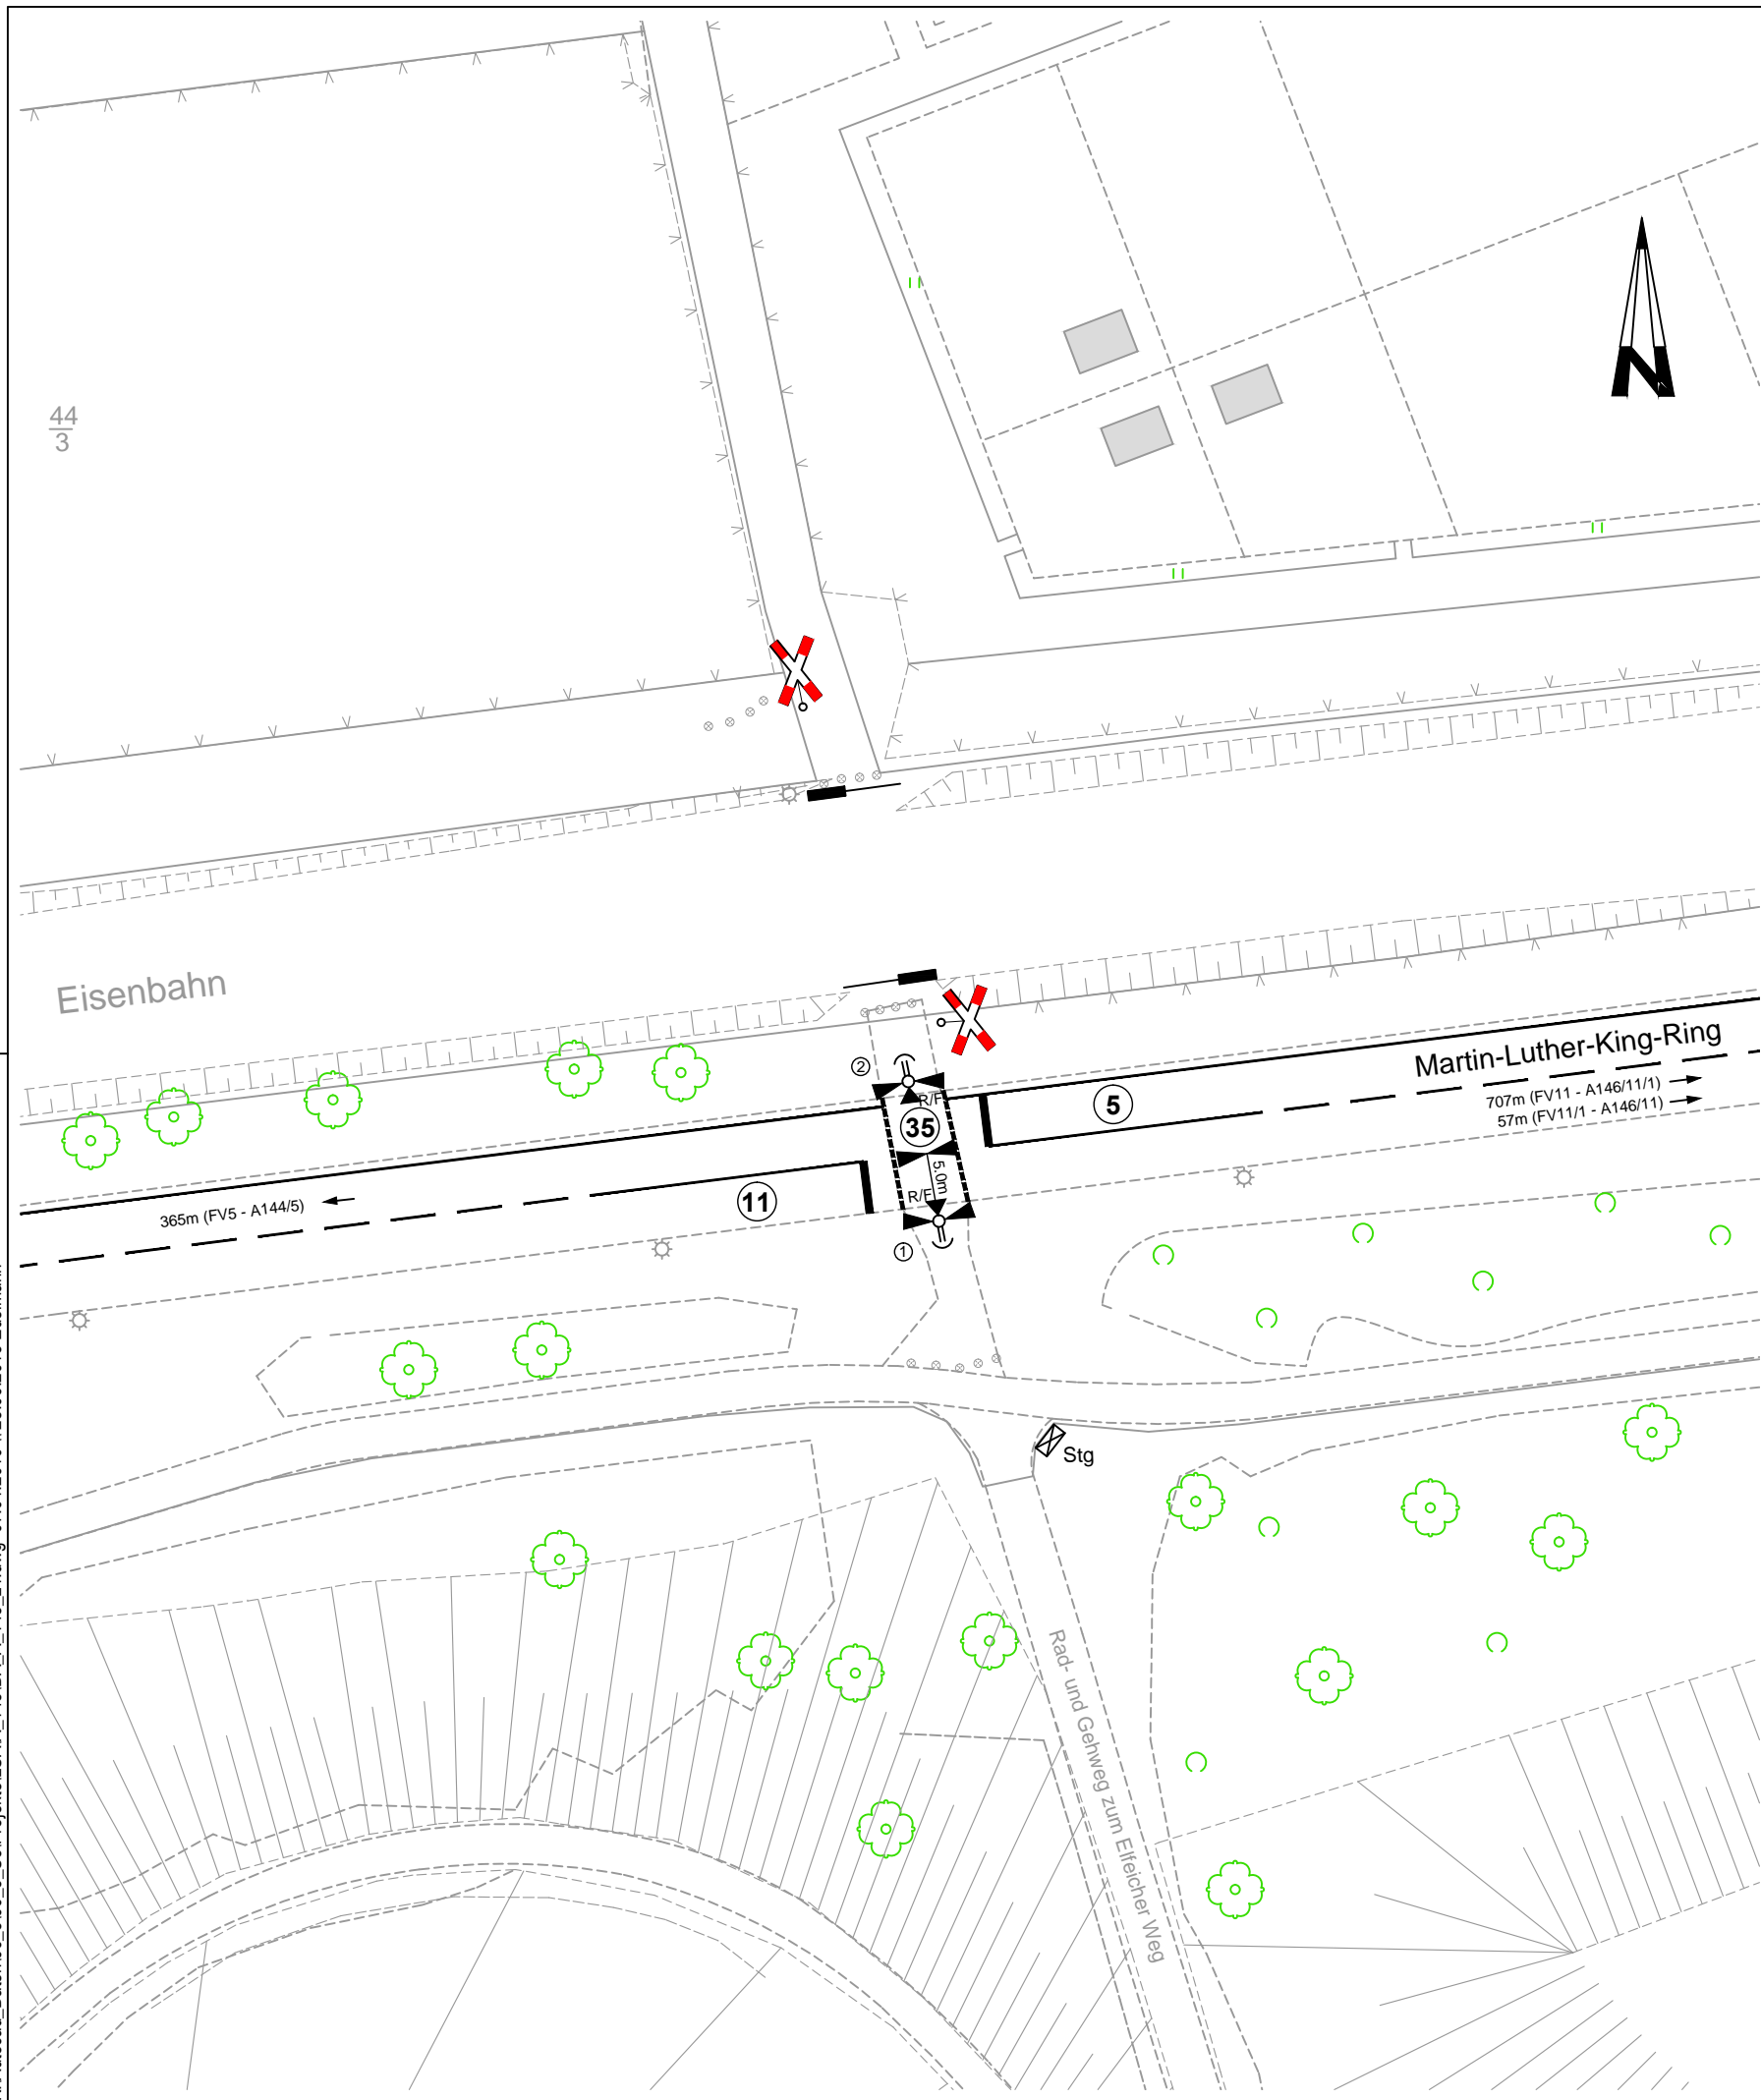 N
44
3
Eisenbahn
Martin-Luther-King-Ring
707m (FV11 - A146/11/1)
57m (FV11/1 - A146/11)
365m (FV5 - A144/5)
2
R/F
35
5
5.0m
R/F
11
1
Stg
Rad- und Gehweg zum Elfeicher Weg